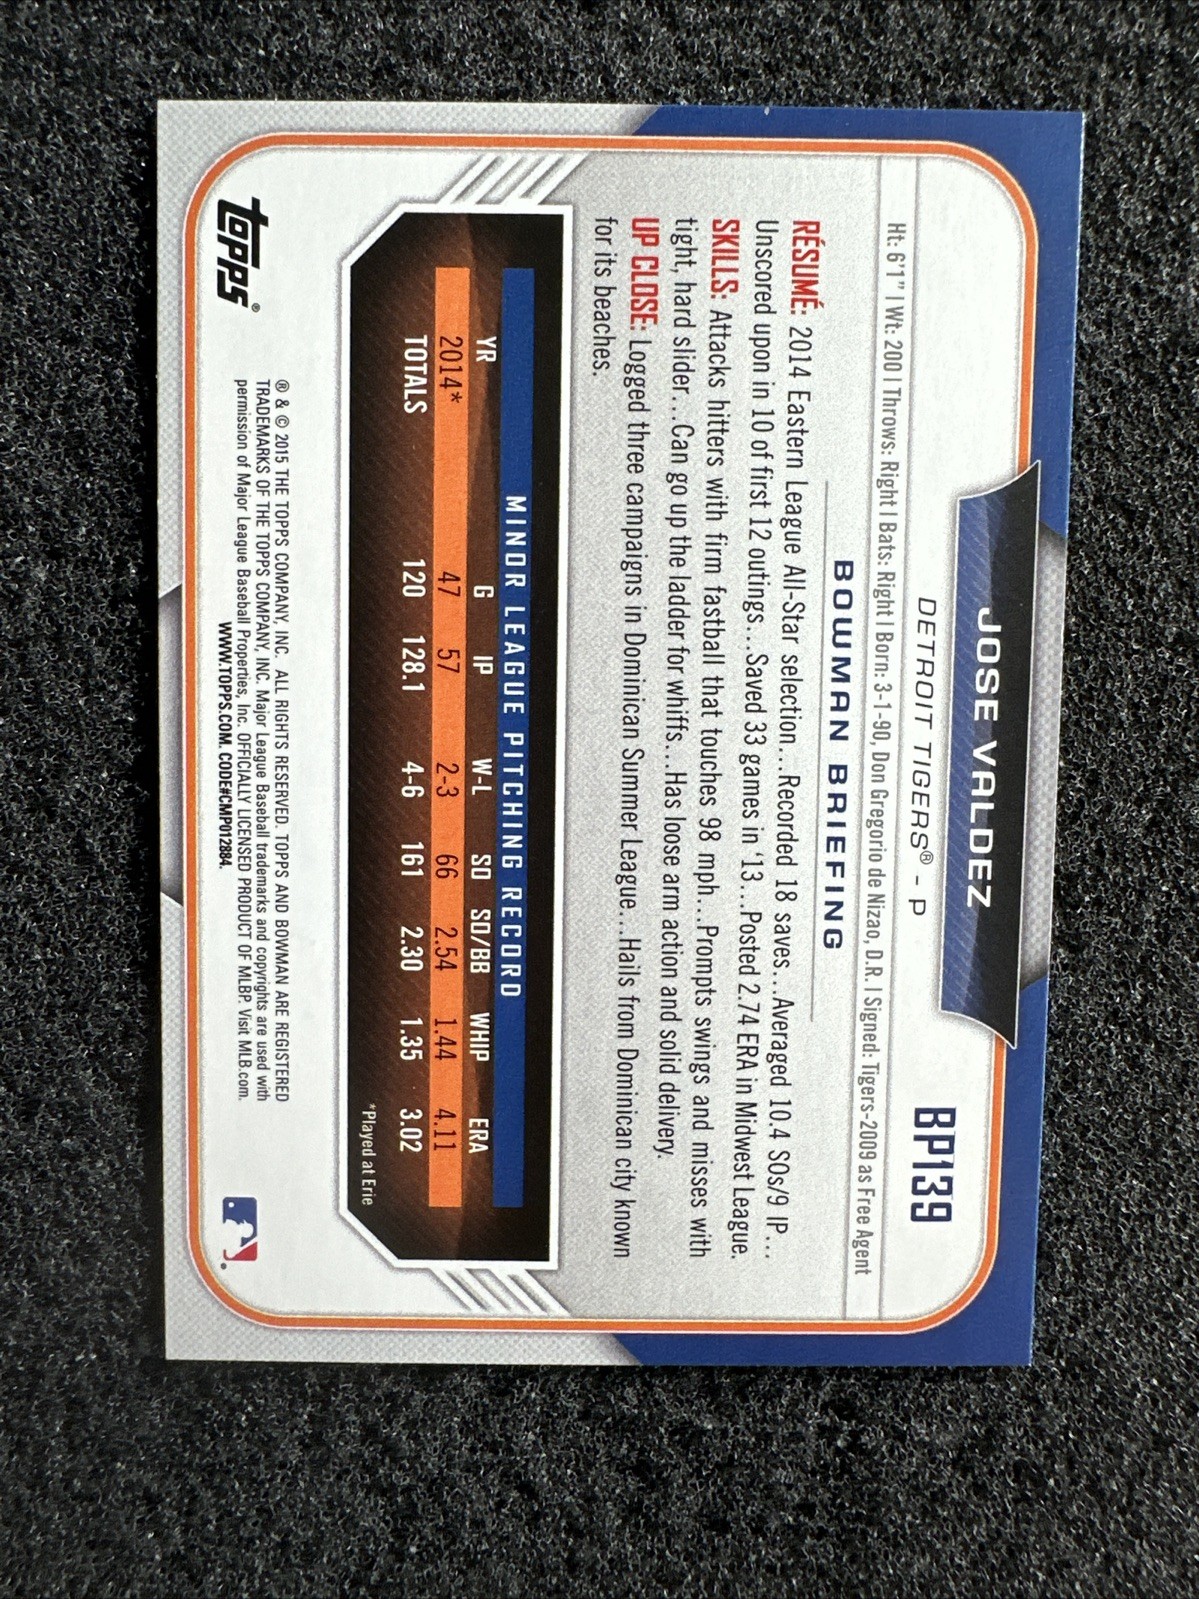 JOSE VALDEZ
BP139
DETROIT TIGERS® – P
Ht: 6'1" | Wt: 200 | Throws: Right | Bats: Right | Born: 3-1-90, Don Gregorio de Nizao, D.R. | Signed: Tigers-2009 as Free Agent
BOWMAN BRIEFING
RÉSUMÉ: 2014 Eastern League All-Star selection...Recorded 18 saves...Averaged 10.4 SOs/9 IP...
Unscored upon in 10 of first 12 outings...Saved 33 games in '13...Posted 2.74 ERA in Midwest League.
SKILLS: Attacks hitters with firm fastball that touches 98 mph...Prompts swings and misses with
tight, hard slider...Can go up the ladder for whiffs...Has loose arm action and solid delivery.
UP CLOSE: Logged three campaigns in Dominican Summer League...Hails from Dominican city known
for its beaches.
MINOR LEAGUE PITCHING RECORD
YR G IP W-L SO SO/BB WHIP ERA
2014* 47 57 2-3 66 2.54 1.44 4.11
TOTALS 120 128.1 4-6 161 2.30 1.35 3.02
*Played at Erie
topps®
® & © 2015 THE TOPPS COMPANY, INC. ALL RIGHTS RESERVED. TOPPS AND BOWMAN ARE REGISTERED
TRADEMARKS OF THE TOPPS COMPANY, INC. Major League Baseball trademarks and copyrights are used with
permission of Major League Baseball Properties, Inc. OFFICIALLY LICENSED PRODUCT OF MLBP. Visit MLB.com.
WWW.TOPPS.COM. CODE#CMP012884.